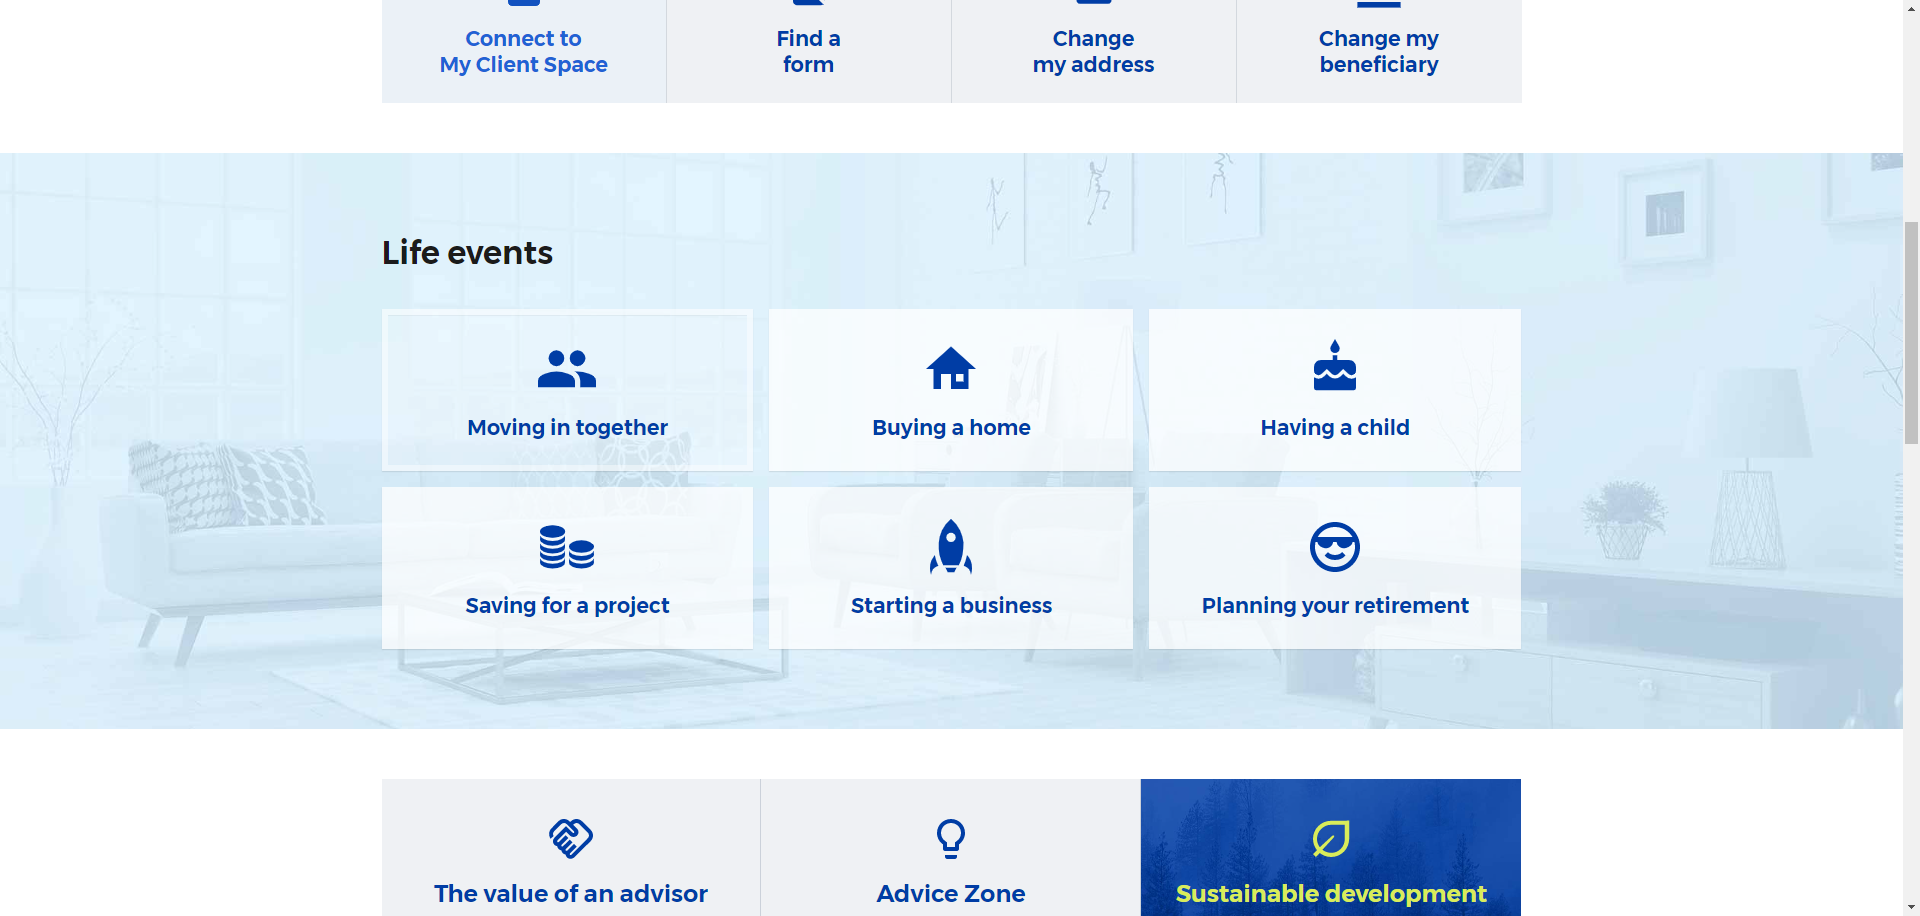 Connect to
My Client Space
Find a
form
Change
my address
Change my
beneficiary
Life events
Moving in together
Buying a home
Having a child
Saving for a project
Starting a business
Planning your retirement
The value of an advisor
Advice Zone
Sustainable development